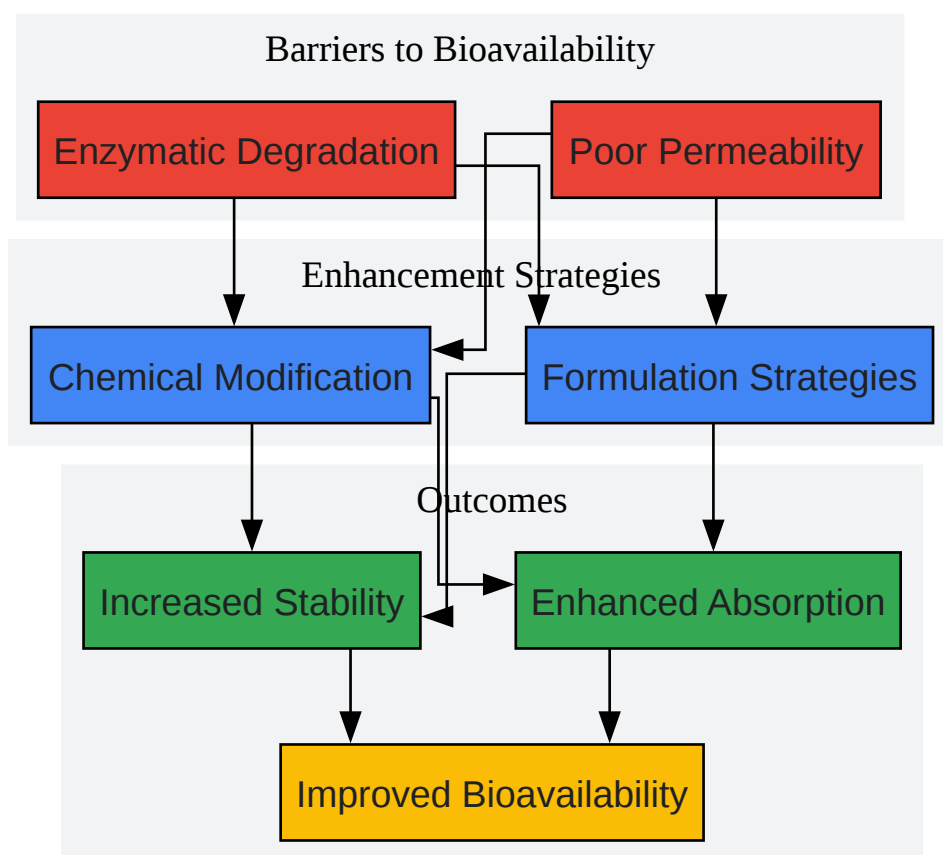 Barriers to Bioavailability
Enzymatic Degradation
Poor Permeability
Enhancement Strategies
Chemical Modification
Formulation Strategies
Outcomes
Increased Stability
Enhanced Absorption
Improved Bioavailability